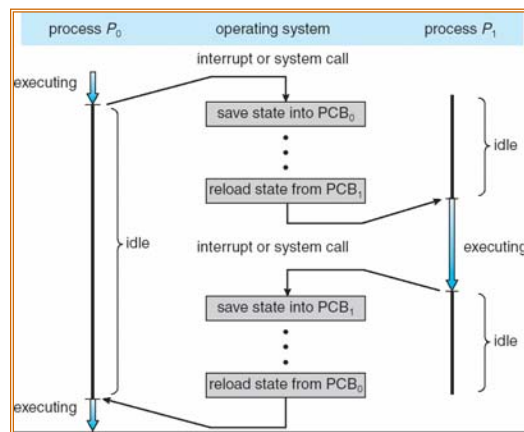 process P₀ operating system process P₁
interrupt or system call
executing
save state into PCB₀
idle
reload state from PCB₁
idle
interrupt or system call
executing
save state into PCB₁
idle
reload state from PCB₀
executing